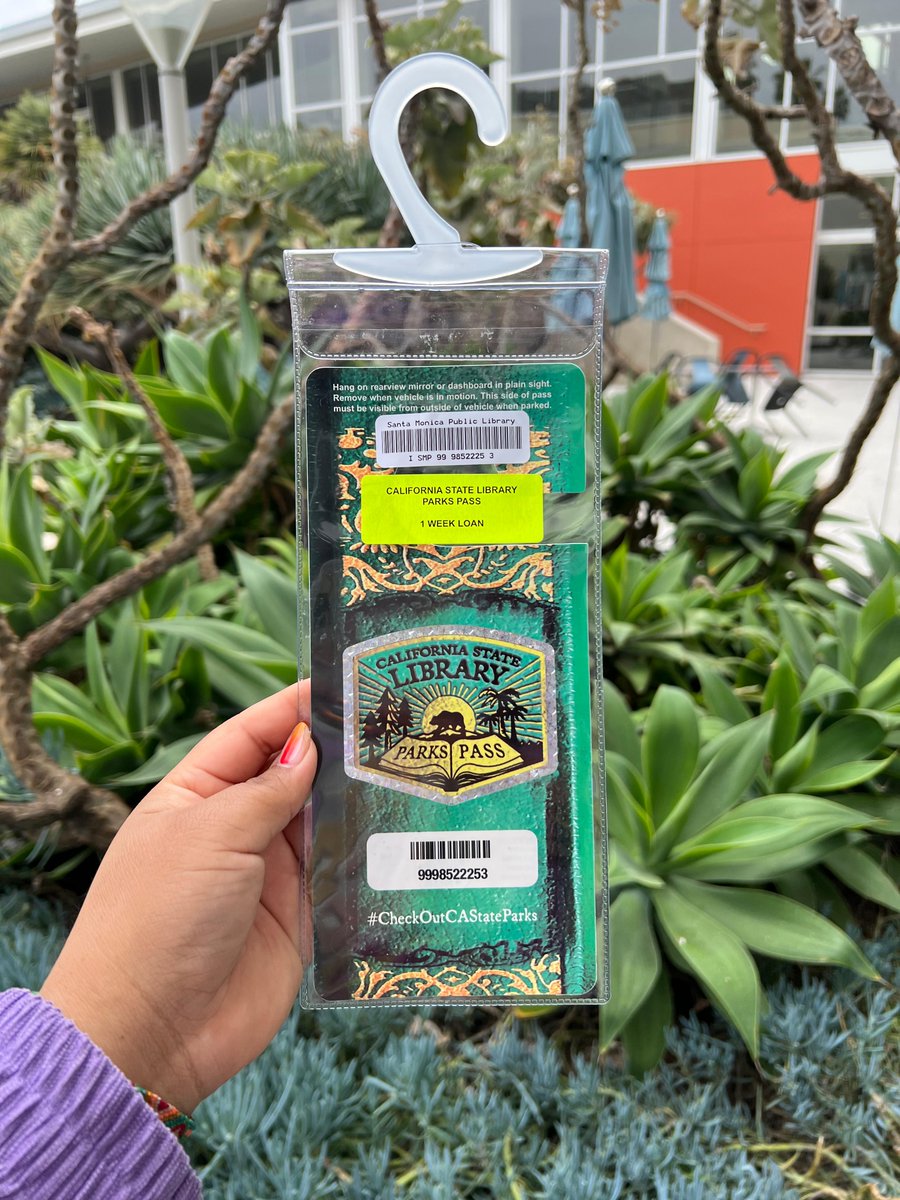 Hang on rearview mirror or dashboard in plain sight.
Remove when vehicle is in motion. This side of pass
must be visible from outside of vehicle when parked.
Santa Monica Public Library
I SMP 99 9852225 3
CALIFORNIA STATE LIBRARY
PARKS PASS
1 WEEK LOAN
CALIFORNIA STATE
LIBRARY
PARKS PASS
9998522253
#CheckOutCAStateParks